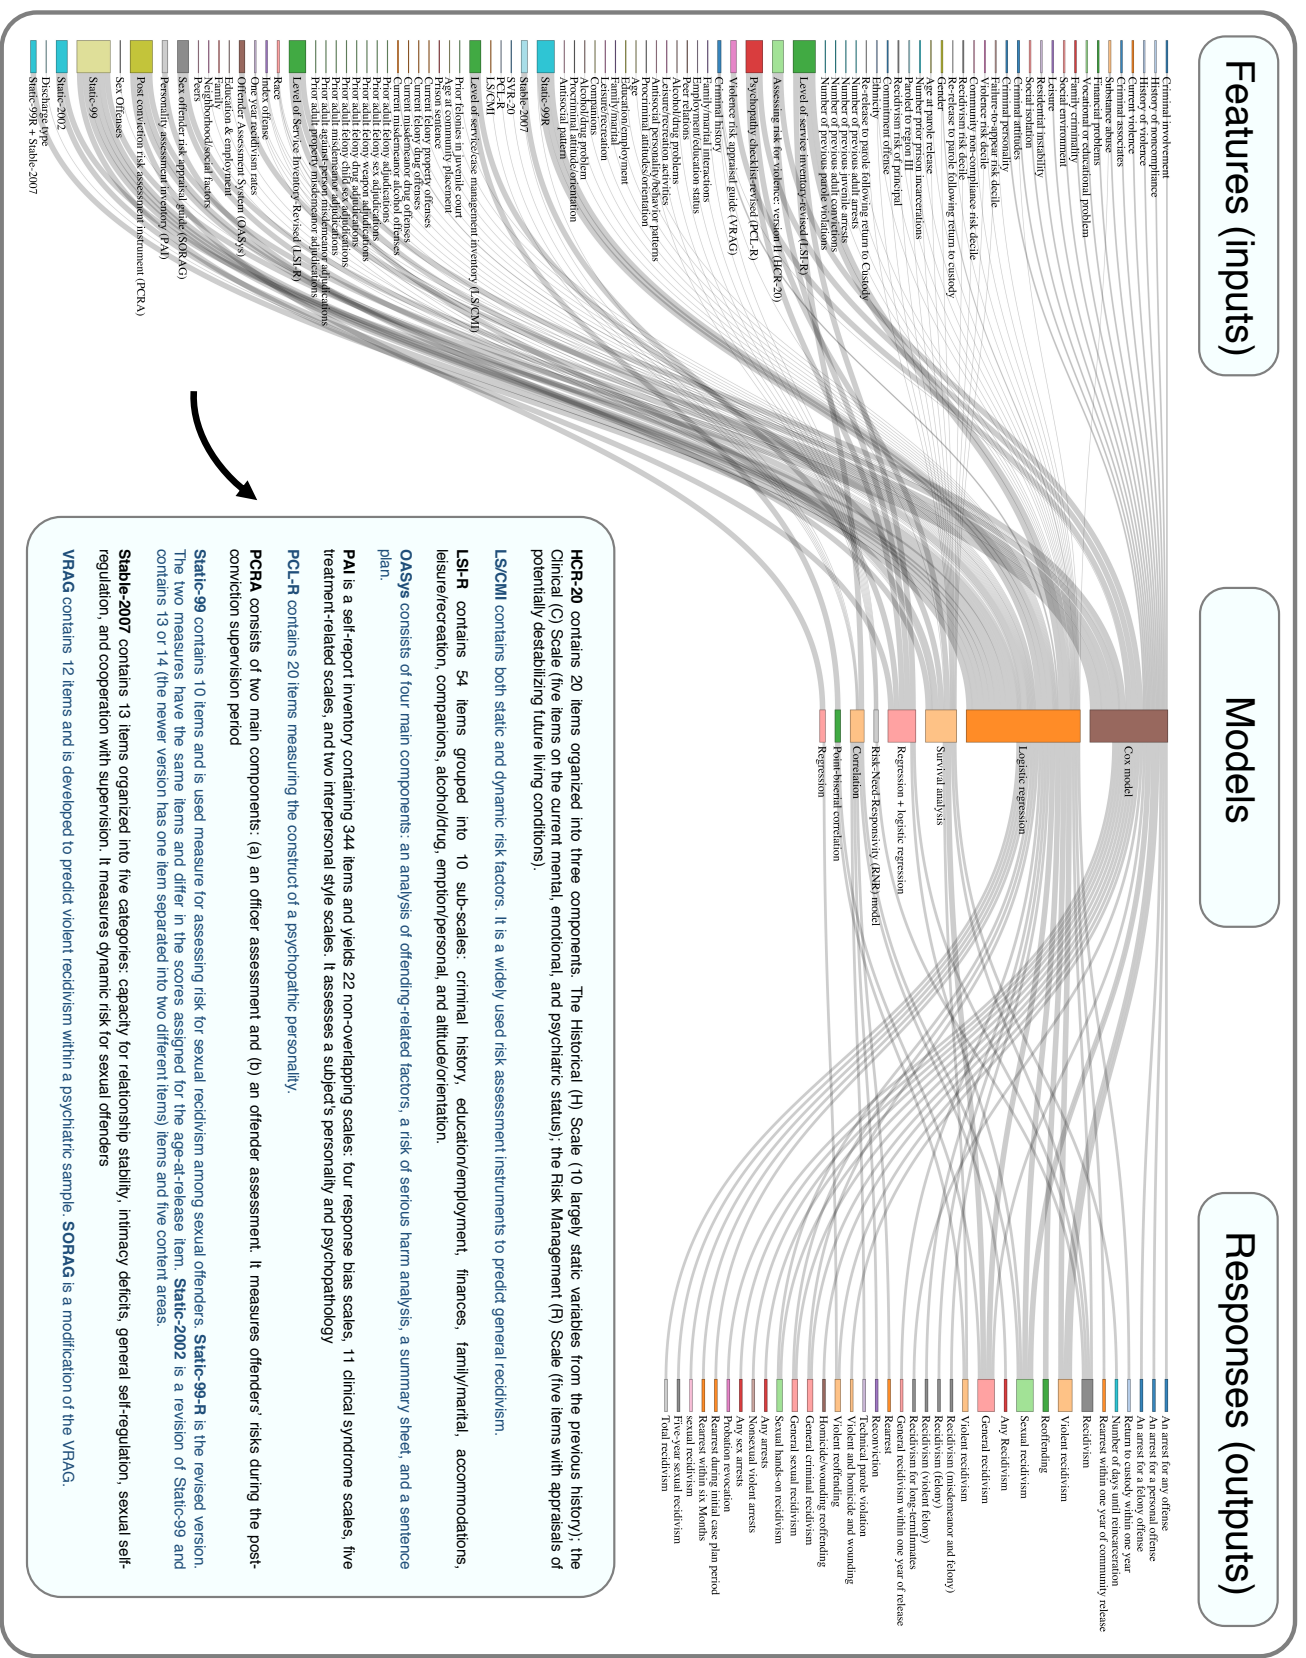 Features (inputs)
Models
Responses (outputs)
Criminal involvement
History of noncompliance
History of violence
Current violence
Criminal associates
Substance abuse
Financial problems
Vocational or educational problem
Family criminality
Social environment
Leisure
Residential instability
Social isolation
Criminal attitudes
Criminal personality
Failure-to-appear risk decile
Violence risk decile
Community non-compliance risk decile
Recidivism risk decile
Re-release to parole following return to custody
Gender
Age at parole release
Number prior prison incarcerations
Paroled to region III
Recidivism risk of principal
Commitment offense
Ethnicity
Re-release to parole following return to Custody
Number of previous adult arrests
Number of previous juvenile arrests
Number of previous adult convictions
Number of previous parole violations
Level of service inventory-revised (LSI-R)
Assessing risk for violence: version II (HCR-20)
Psychopathy checklist-revised (PCL-R)
Violence risk appraisal guide (VRAG)
Criminal history
Family/marital interactions
Employment/education status
Peer relations
Alcohol/drug problems
Leisure/recreation activities
Antisocial personality/behavior patterns
Procriminal attitudes/orientation
Age
Education/employment
Family/marital
Leisure/recreation
Companions
Alcohol/drug problem
Procriminal attitude/orientation
Antisocial pattern
Static-99R
Stable-2007
SVR-20
PCL-R
LS/CMI
Level of service/case management inventory (LS/CMI)
Prior felonies in juvenile court
Age at community placement
Prison sentence
Current felony property offenses
Current felony drug offenses
Current misdemeanor drug offenses
Current misdemeanor alcohol offenses
Prior adult felony adjudications
Prior adult felony sex adjudications
Prior adult felony weapon adjudications
Prior adult felony drug adjudications
Prior adult felony child sex adjudications
Prior adult misdemeanor adjudications
Prior adult against-person misdemeanor adjudications
Prior adult property misdemeanor adjudications
Level of Service Inventory-Revised (LSI-R)
Race
Index offense
One year recidivism rates
Offender Assessment System (OASys)
Education & employment
Family
Neighborhood/social factors
Peers
Sex offender risk appraisal guide (SORAG)
Personality assessment inventory (PAI)
Post conviction risk assessment instrument (PCRA)
Sex Offenses
Static-99
Static-2002
Discharge type
Static-99R + Stable-2007
Cox model
Logistic regression
Survival analysis
Regression + logistic regression
Risk-Need-Responsivity (RNR) model
Correlation
Point-biserial correlation
Regression
An arrest for any offense
An arrest for a personal offense
An arrest for a felony offense
Return to custody within one year
Number of days until reincarceration
Rearrest within one year of community release
Recidivism
Violent recidivism
Reoffending
Sexual recidivism
Any Recidivism
General recidivism
Violent recidivism
Recidivism (misdemeanor and felony)
Recidivism (felony)
Recidivism (violent felony)
Recidivism for long-terminmates
General recidivism within one year of release
Rearrest
Reconviction
Technical parole violation
Violent and homicide and wounding
Violent reoffending
Homicide/wounding reoffending
General criminal recidivism
General sexual recidivism
Sexual hands-on recidivism
Any arrests
Nonsexual violent arrests
Any sex arrests
Probation revocation
Rearrest during initial case plan period
Rearrest within six Months
sexual recidivism
Five-year sexual recidivism
Total recidivism
HCR-20 contains 20 items organized into three components. The Historical (H) Scale (10 largely static variables from the previous history); the
Clinical (C) Scale (five items on the current mental, emotional, and psychiatric status); the Risk Management (R) Scale (five items with appraisals of
potentially destabilizing future living conditions).
LS/CMI contains both static and dynamic risk factors. It is a widely used risk assessment instruments to predict general recidivism.
LSI-R contains 54 items grouped into 10 sub-scales: criminal history, education/employment, finances, family/marital, accommodations,
leisure/recreation, companions, alcohol/drug, emption/personal, and altitude/orientation.
OASys consists of four main components: an analysis of offending-related factors, a risk of serious harm analysis, a summary sheet, and a sentence
plan.
PAI is a self-report inventory containing 344 items and yields 22 non-overlapping scales: four response bias scales, 11 clinical syndrome scales, five
treatment-related scales, and two interpersonal style scales. It assesses a subject's personality and psychopathology
PCL-R contains 20 items measuring the construct of a psychopathic personality.
PCRA consists of two main components: (a) an officer assessment and (b) an offender assessment. It measures offenders' risks during the post-
conviction supervision period
Static-99 contains 10 items and is used measure for assessing risk for sexual recidivism among sexual offenders. Static-99-R is the revised version.
The two measures have the same items and differ in the scores assigned for the age-at-release item. Static-2002 is a revision of Static-99 and
contains 13 or 14 (the newer version has one item separated into two different items) items and five content areas.
Stable-2007 contains 13 items organized into five categories: capacity for relationship stability, intimacy deficits, general self-regulation, sexual self-
regulation, and cooperation with supervision. It measures dynamic risk for sexual offenders
VRAG contains 12 items and is developed to predict violent recidivism within a psychiatric sample. SORAG is a modification of the VRAG.